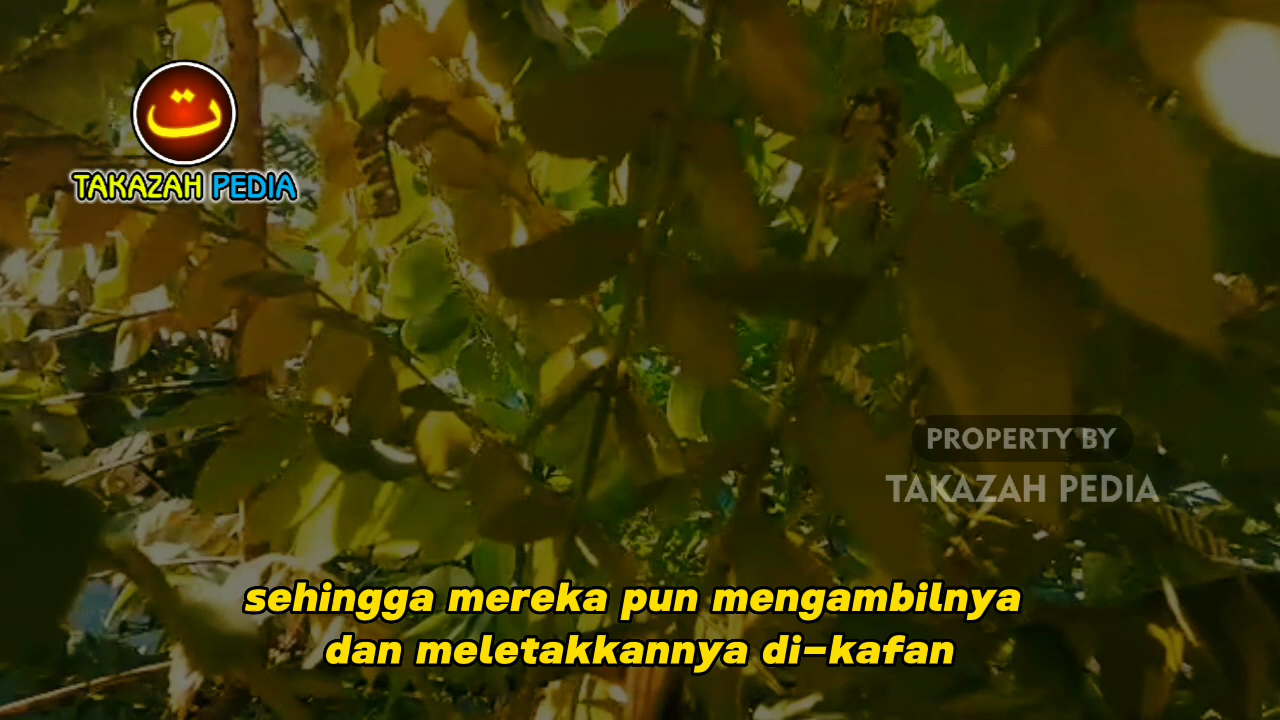 ت
TAKAZAH PEDIA
PROPERTY BY
TAKAZAH PEDIA
sehingga mereka pun mengambilnya
dan meletakkannya di-kafan